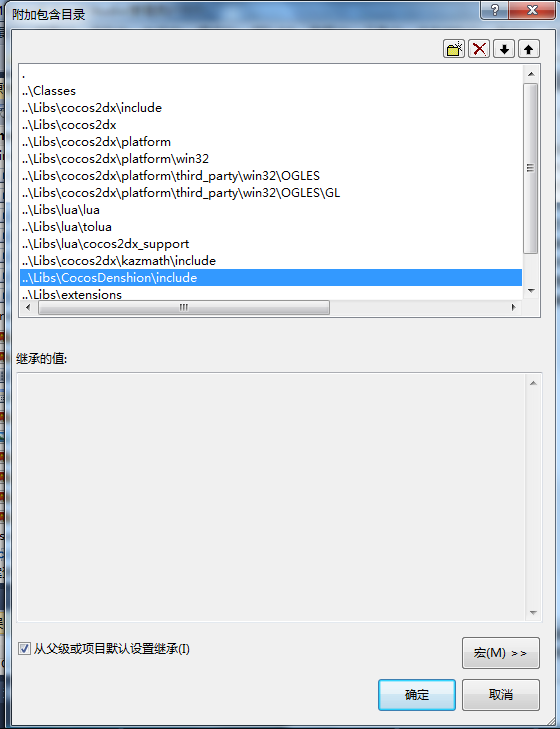 附加包含目录
.
..\Classes
..\Libs\cocos2dx\include
..\Libs\cocos2dx
..\Libs\cocos2dx\platform
..\Libs\cocos2dx\platform\win32
..\Libs\cocos2dx\platform\third_party\win32\OGLES
..\Libs\cocos2dx\platform\third_party\win32\OGLES\GL
..\Libs\lua\lua
..\Libs\lua\tolua
..\Libs\lua\cocos2dx_support
..\Libs\cocos2dx\kazmath\include
..\Libs\CocosDenshion\include
..\Libs\extensions
继承的值:
从父级或项目默认设置继承(I)
宏(M) >>
确定
取消